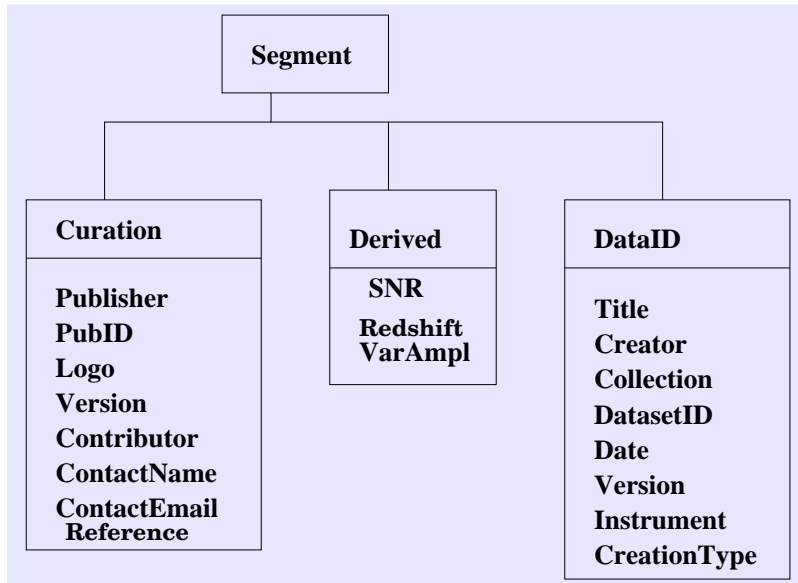 Segment
Curation
Publisher
PubID
Logo
Version
Contributor
ContactName
ContactEmail
Reference
Derived
SNR
Redshift
VarAmpl
DataID
Title
Creator
Collection
DatasetID
Date
Version
Instrument
CreationType